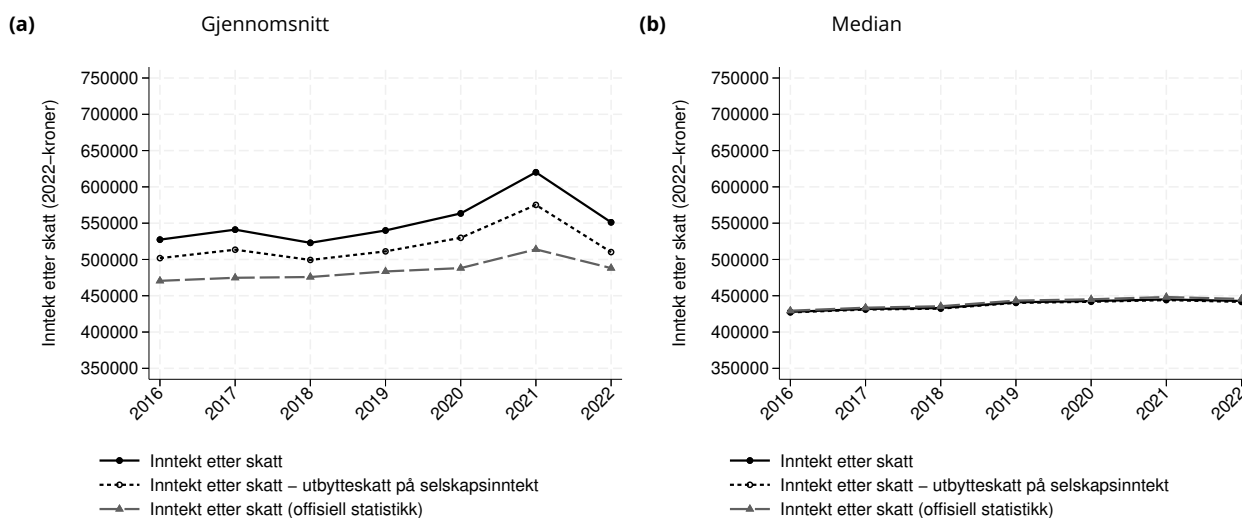 (a) Gjennomsnitt
Inntekt etter skatt (2022–kroner)
750000
700000
650000
600000
550000
500000
450000
400000
350000
2016 2017 2018 2019 2020 2021 2022
Inntekt etter skatt
Inntekt etter skatt – utbytteskatt på selskapsinntekt
Inntekt etter skatt (offisiell statistikk)
(b) Median
Inntekt etter skatt (2022–kroner)
750000
700000
650000
600000
550000
500000
450000
400000
350000
2016 2017 2018 2019 2020 2021 2022
Inntekt etter skatt
Inntekt etter skatt – utbytteskatt på selskapsinntekt
Inntekt etter skatt (offisiell statistikk)